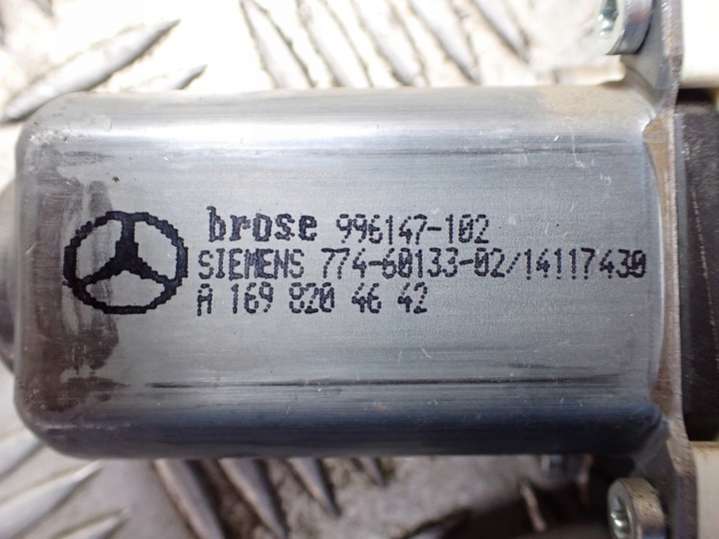 brose 996147-102
SIEMENS 774-60133-02/14117430
A 169 820 46 42